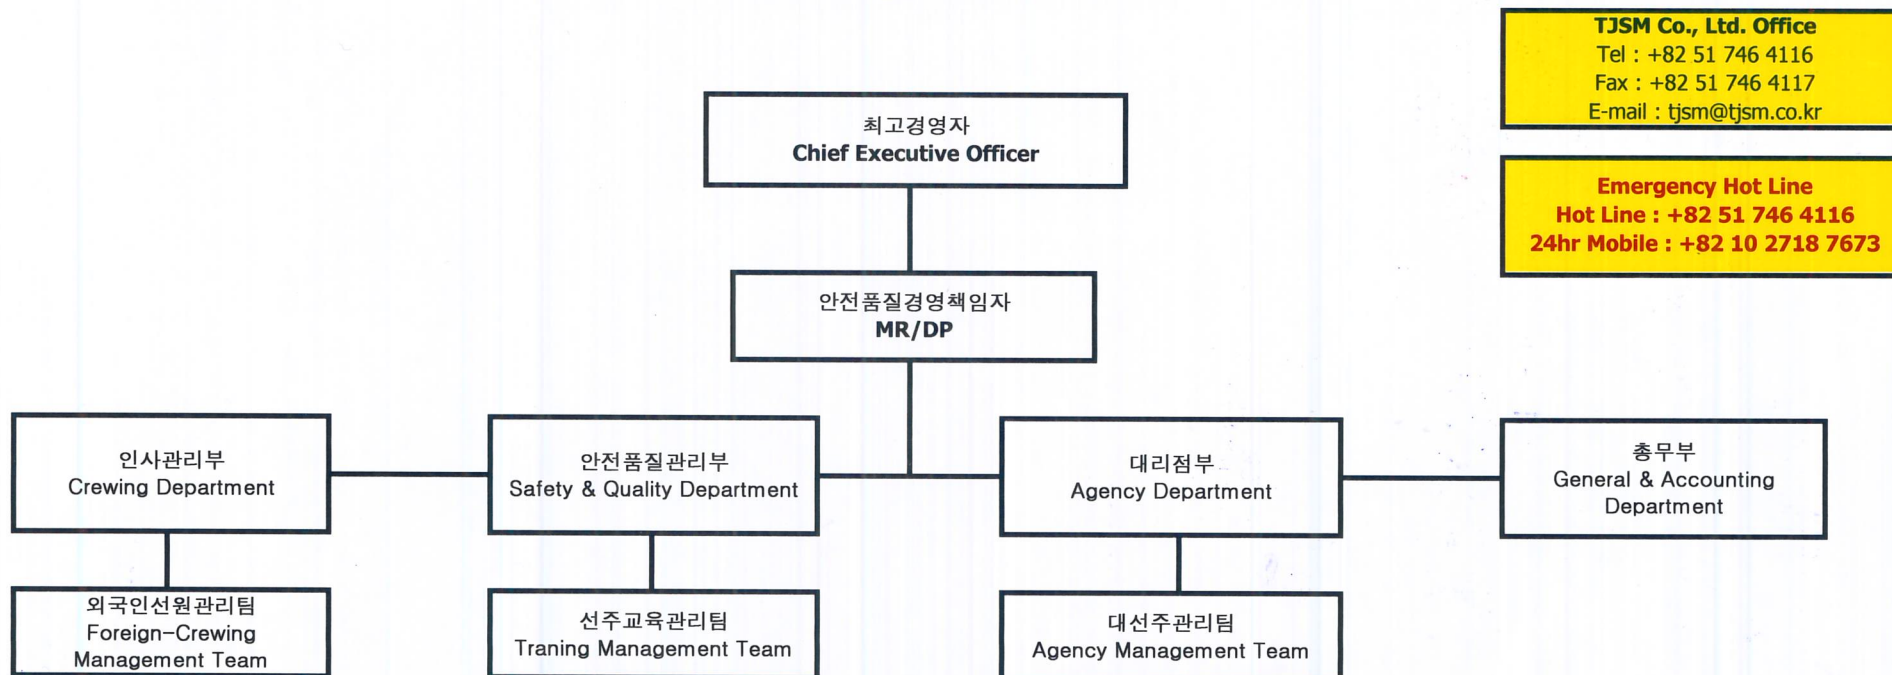 TJSM Co., Ltd. Office
Tel : +82 51 746 4116
Fax : +82 51 746 4117
E-mail : tjsm@tjsm.co.kr
Emergency Hot Line
Hot Line : +82 51 746 4116
24hr Mobile : +82 10 2718 7673
최고경영자
Chief Executive Officer
안전품질경영책임자
MR/DP
인사관리부
Crewing Department
안전품질관리부
Safety & Quality Department
대리점부
Agency Department
총무부
General & Accounting
Department
외국인선원관리팀
Foreign-Crewing
Management Team
선주교육관리팀
Traning Management Team
대선주관리팀
Agency Management Team